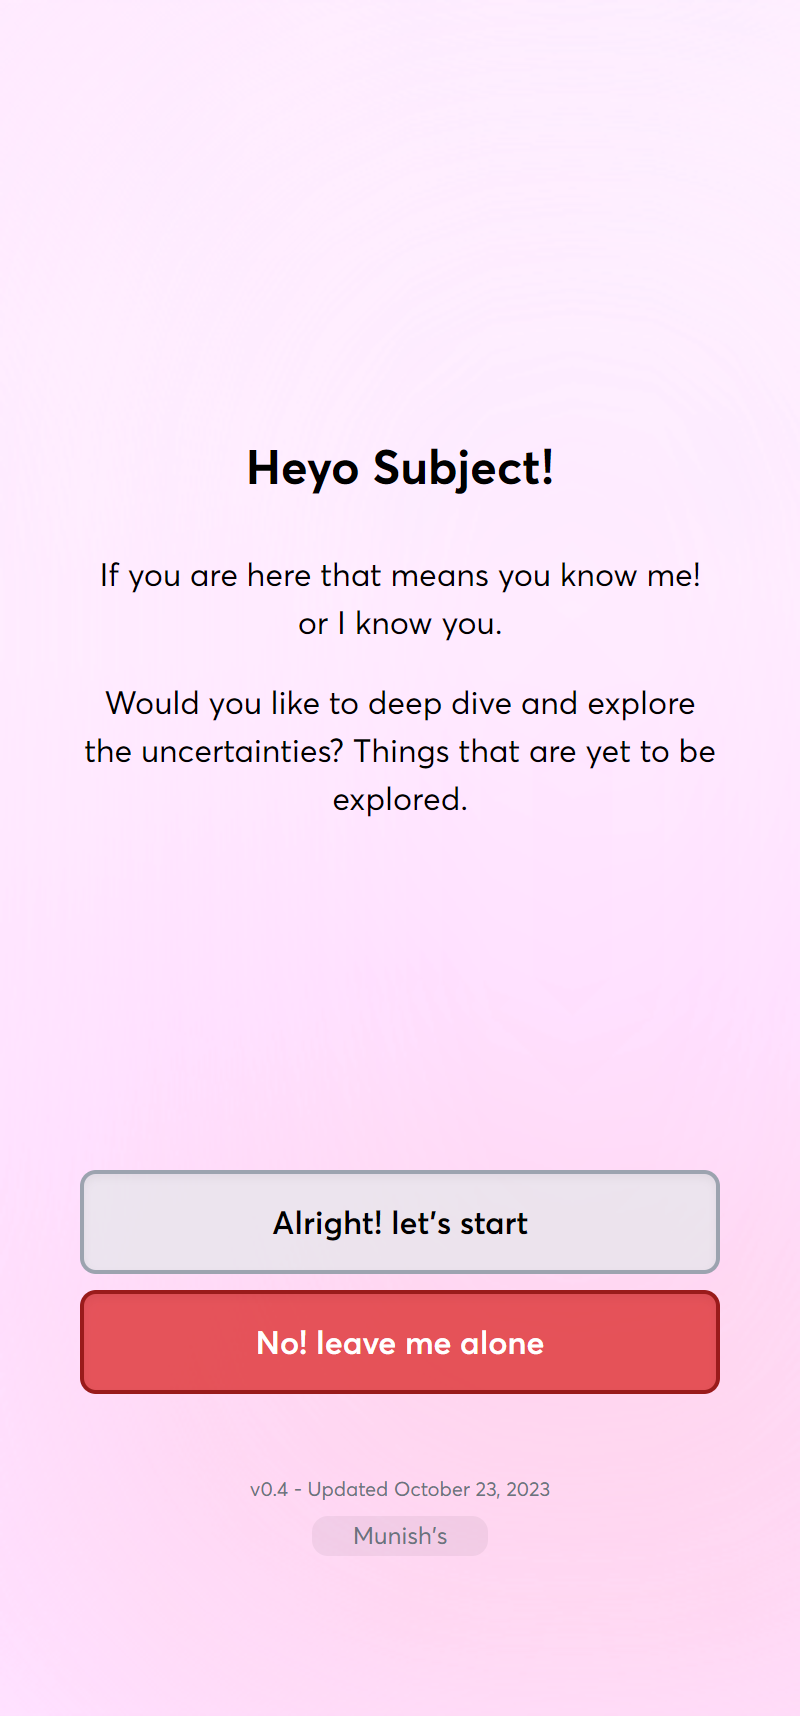 Heyo Subject!
If you are here that means you know me!
or I know you.
Would you like to deep dive and explore
the uncertainties? Things that are yet to be
explored.
Alright! let's start
No! leave me alone
v0.4 - Updated October 23, 2023
Munish's